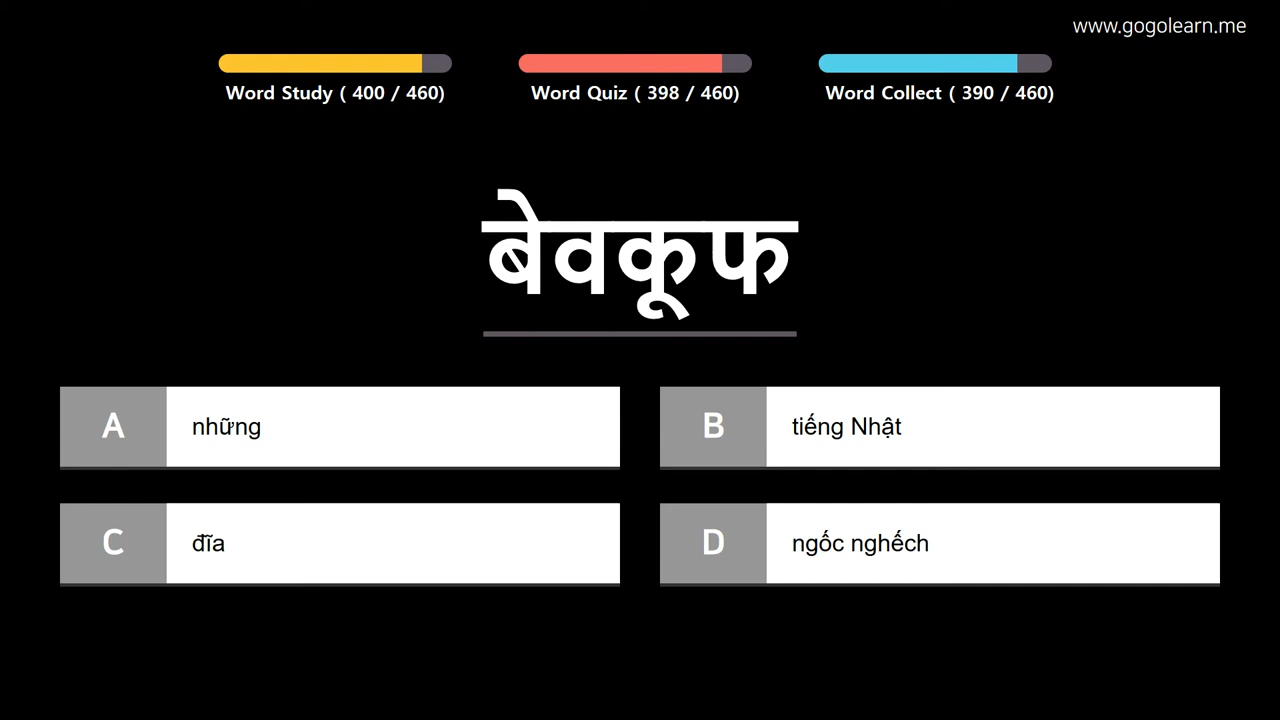 www.gogolearn.me
Word Study ( 400 / 460)
Word Quiz ( 398 / 460)
Word Collect ( 390 / 460)
बेवकूफ
A
những
B
tiếng Nhật
C
đĩa
D
ngốc nghếch